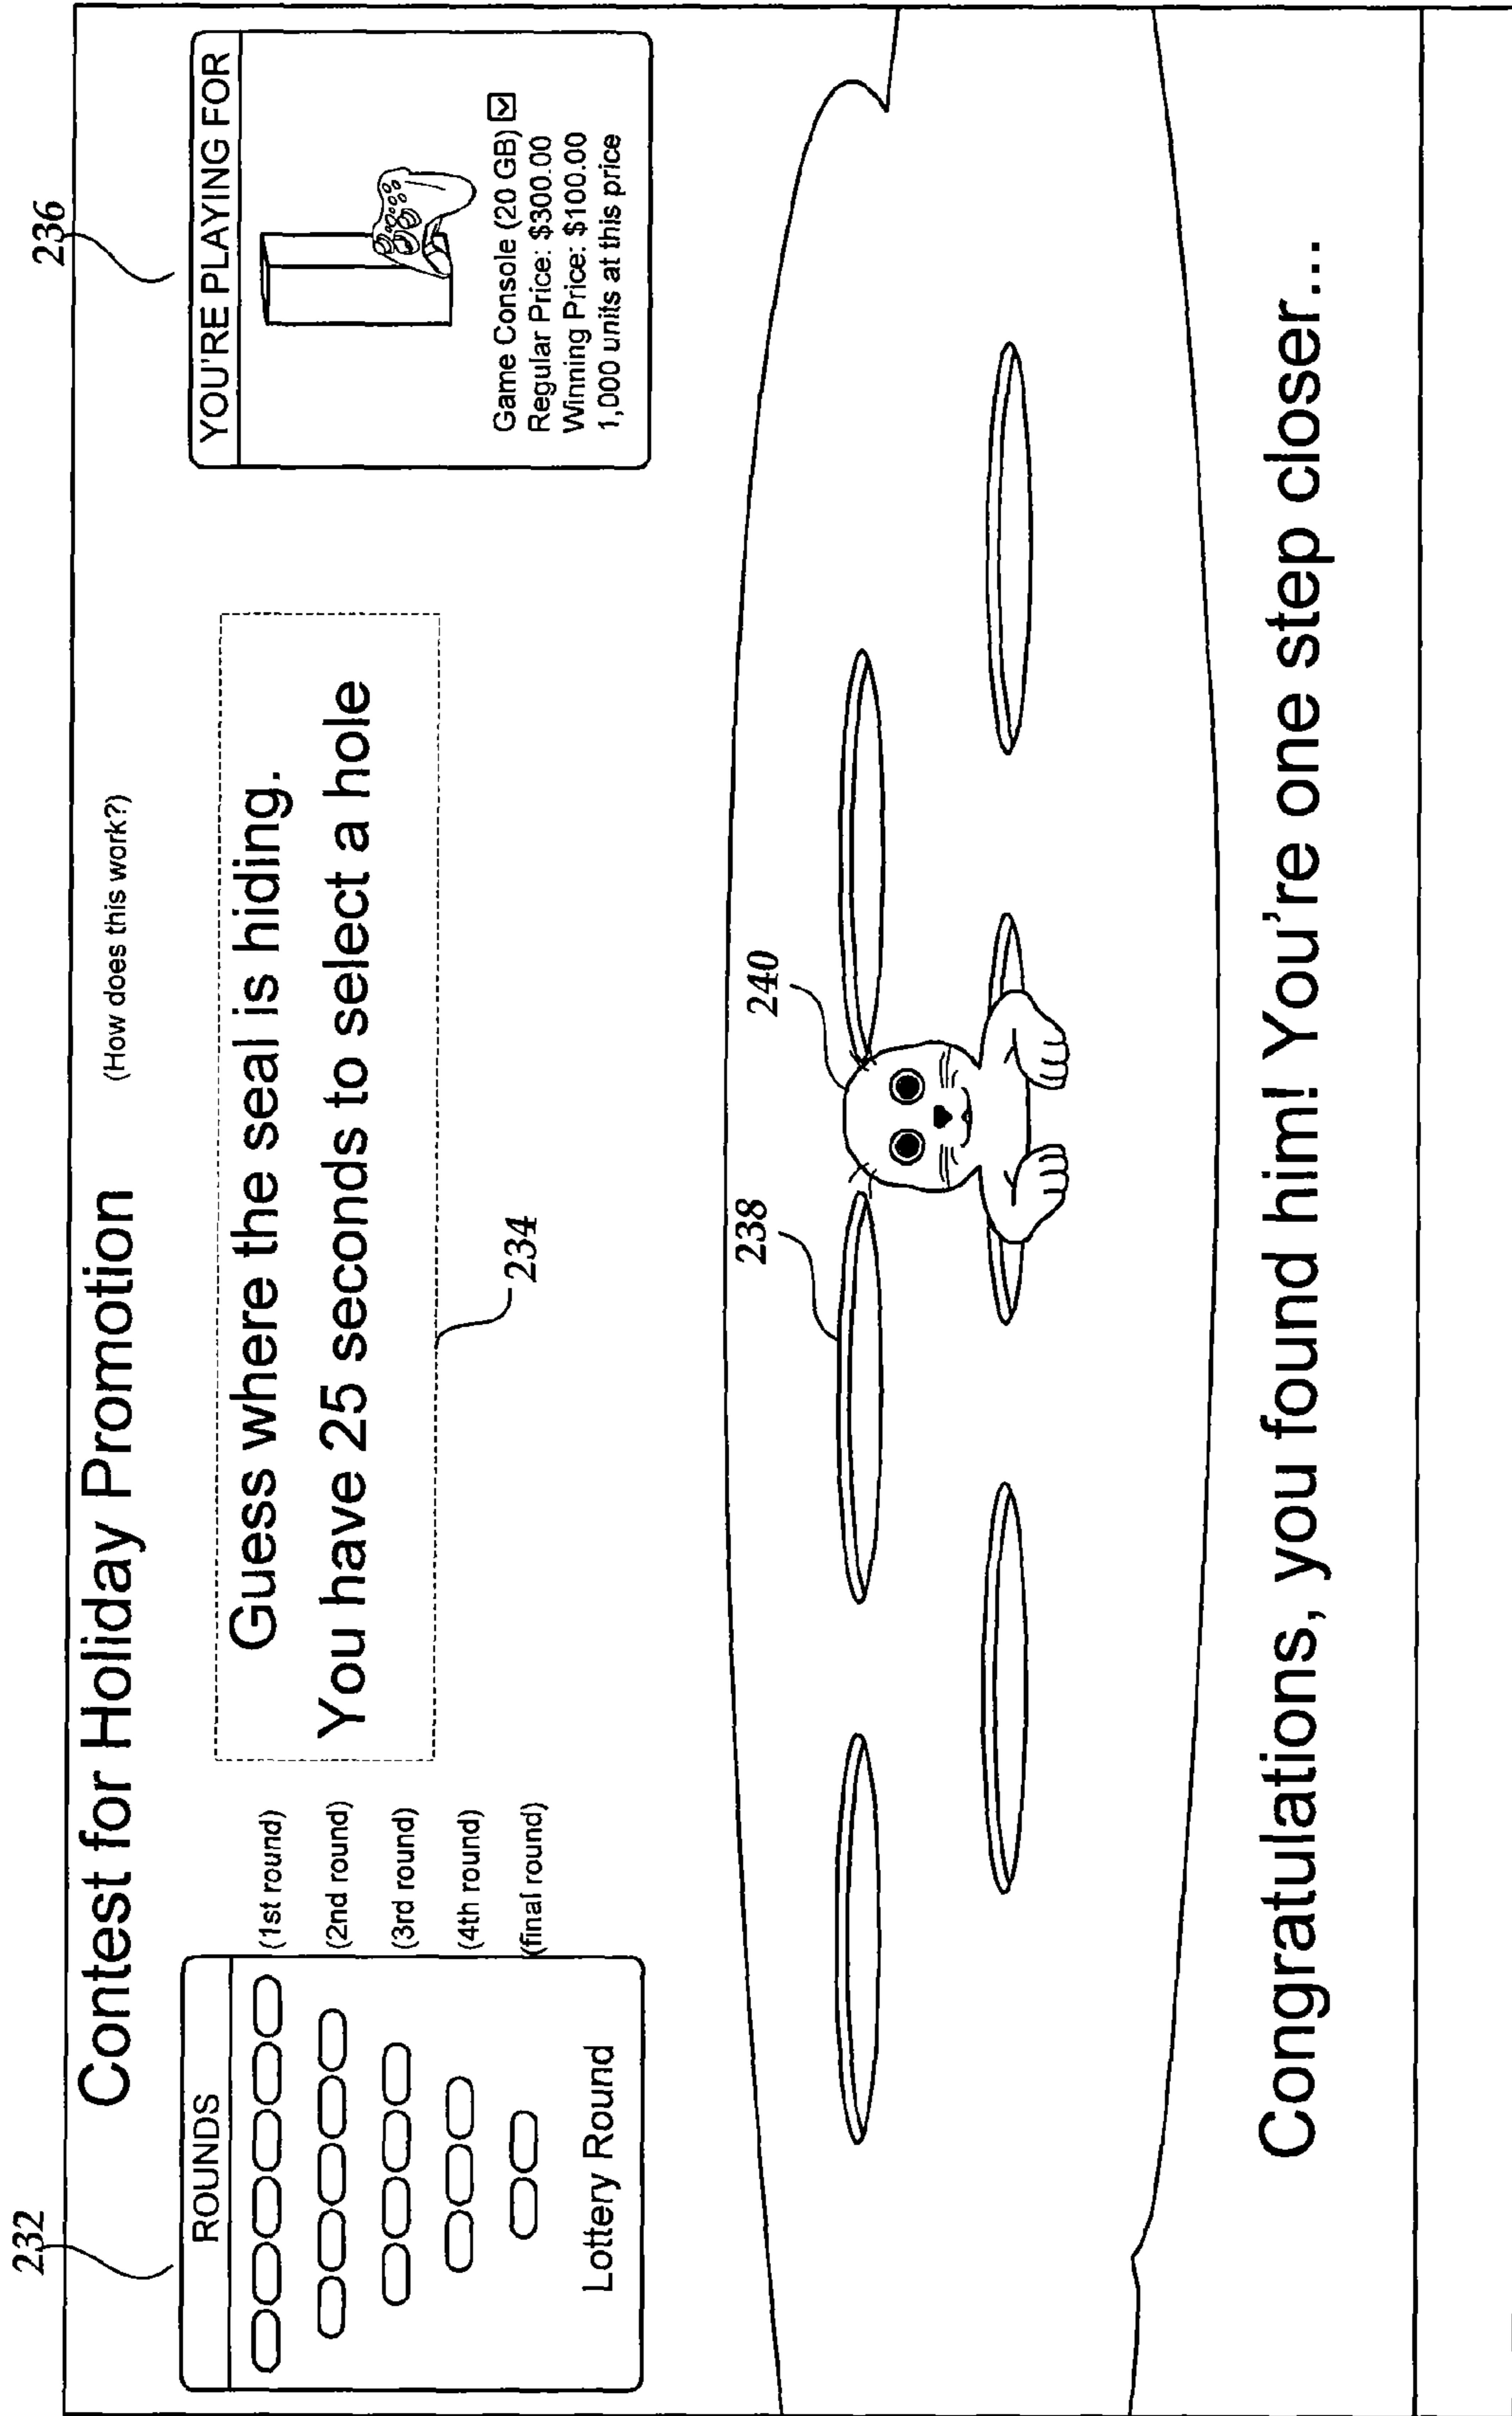 Contest for Holiday Promotion
(How does this work?)
232
ROUNDS
(1st round)
(2nd round)
(3rd round)
(4th round)
(final round)
Lottery Round
Guess where the seal is hiding.
You have 25 seconds to select a hole
234
236
YOU'RE PLAYING FOR
Game Console (20 GB)
Regular Price: $300.00
Winning Price: $100.00
1,000 units at this price
238
240
Congratulations, you found him! You're one step closer...